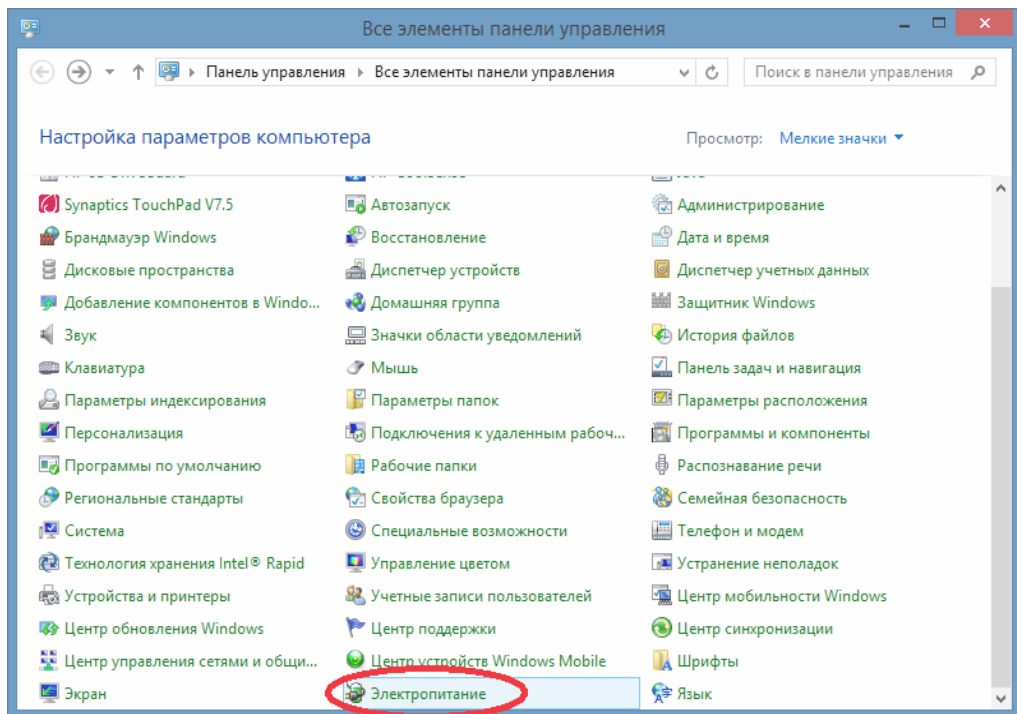 Все элементы панели управления
Панель управления Все элементы панели управления Поиск в панели управления
Настройка параметров компьютера Просмотр: Мелкие значки
Synaptics TouchPad V7.5 Автозапуск Администрирование
Брандмауэр Windows Восстановление Дата и время
Дисковые пространства Диспетчер устройств Диспетчер учетных данных
Добавление компонентов в Windo... Домашняя группа Защитник Windows
Звук Значки области уведомлений История файлов
Клавиатура Мышь Панель задач и навигация
Параметры индексирования Параметры папок Параметры расположения
Персонализация Подключения к удаленным рабоч... Программы и компоненты
Программы по умолчанию Рабочие папки Распознавание речи
Региональные стандарты Свойства браузера Семейная безопасность
Система Специальные возможности Телефон и модем
Технология хранения Intel® Rapid Управление цветом Устранение неполадок
Устройства и принтеры Учетные записи пользователей Центр мобильности Windows
Центр обновления Windows Центр поддержки Центр синхронизации
Центр управления сетями и общи... Центр устройств Windows Mobile Шрифты
Экран Электропитание Язык